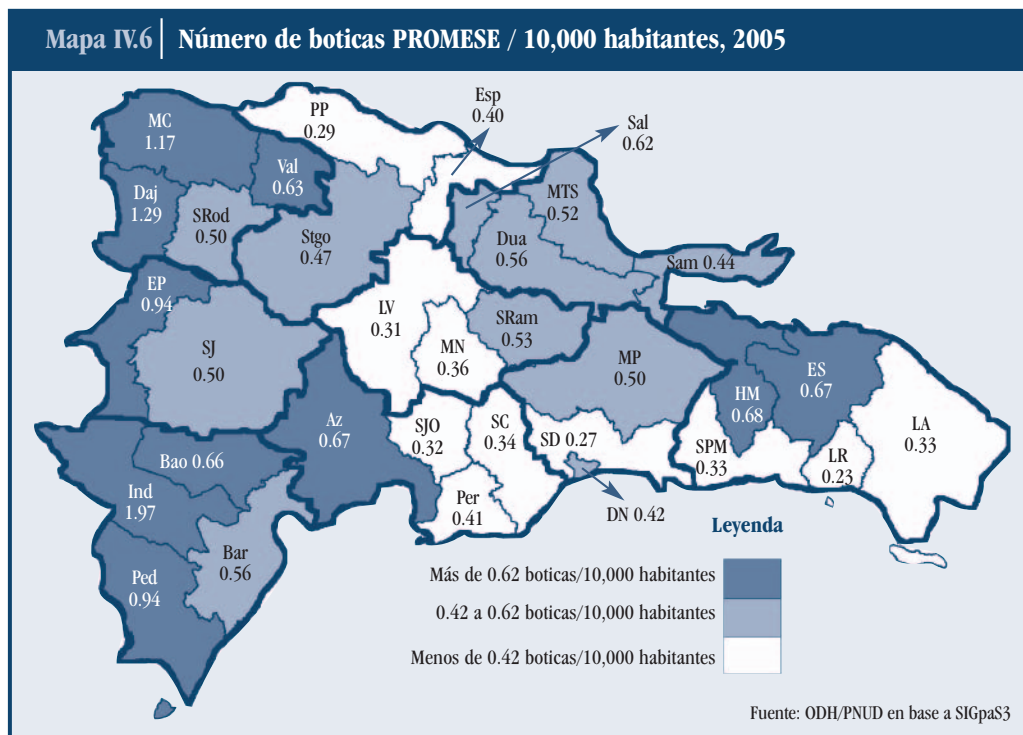 Mapa IV.6 Número de boticas PROMESE / 10,000 habitantes, 2005
Esp
0.40
PP
0.29
Sal
0.62
MC
1.17
Val
0.63
Daj
1.29
SRod
0.50
MTS
0.52
Stgo
0.47
Dua
0.56
Sam 0.44
EP
0.94
LV
0.31
SRam
0.53
SJ
0.50
MN
0.36
MP
0.50
ES
0.67
HM
0.68
Az
0.67
SJO
0.32
SC
0.34
SD 0.27
SPM
0.33
LR
0.23
LA
0.33
Bao 0.66
Ind
1.97
Per
0.41
DN 0.42
Bar
0.56
Ped
0.94
Leyenda
Más de 0.62 boticas/10,000 habitantes
0.42 a 0.62 boticas/10,000 habitantes
Menos de 0.42 boticas/10,000 habitantes
Fuente: ODH/PNUD en base a SIGpaS3